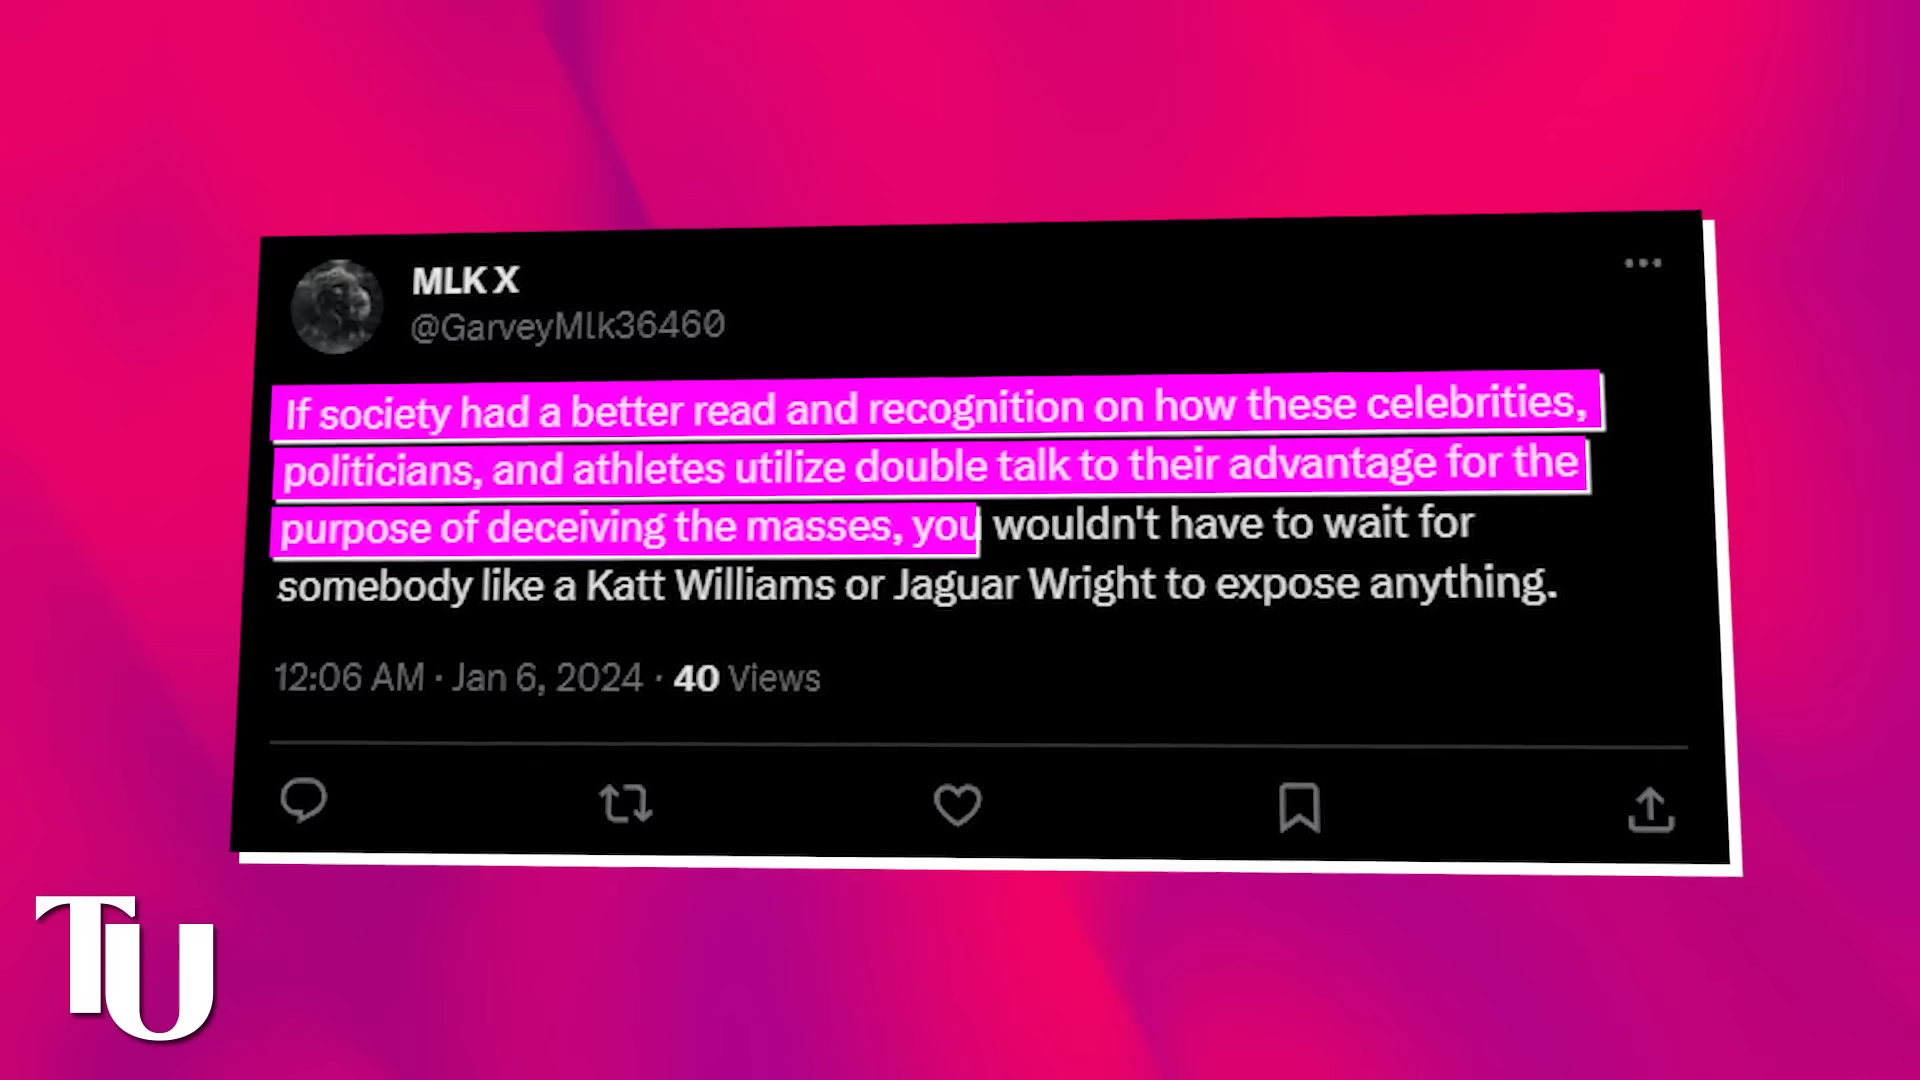 MLK X
@GarveyMlk36460
If society had a better read and recognition on how these celebrities,
politicians, and athletes utilize double talk to their advantage for the
purpose of deceiving the masses, you wouldn't have to wait for
somebody like a Katt Williams or Jaguar Wright to expose anything.
12:06 AM · Jan 6, 2024 · 40 Views
TU